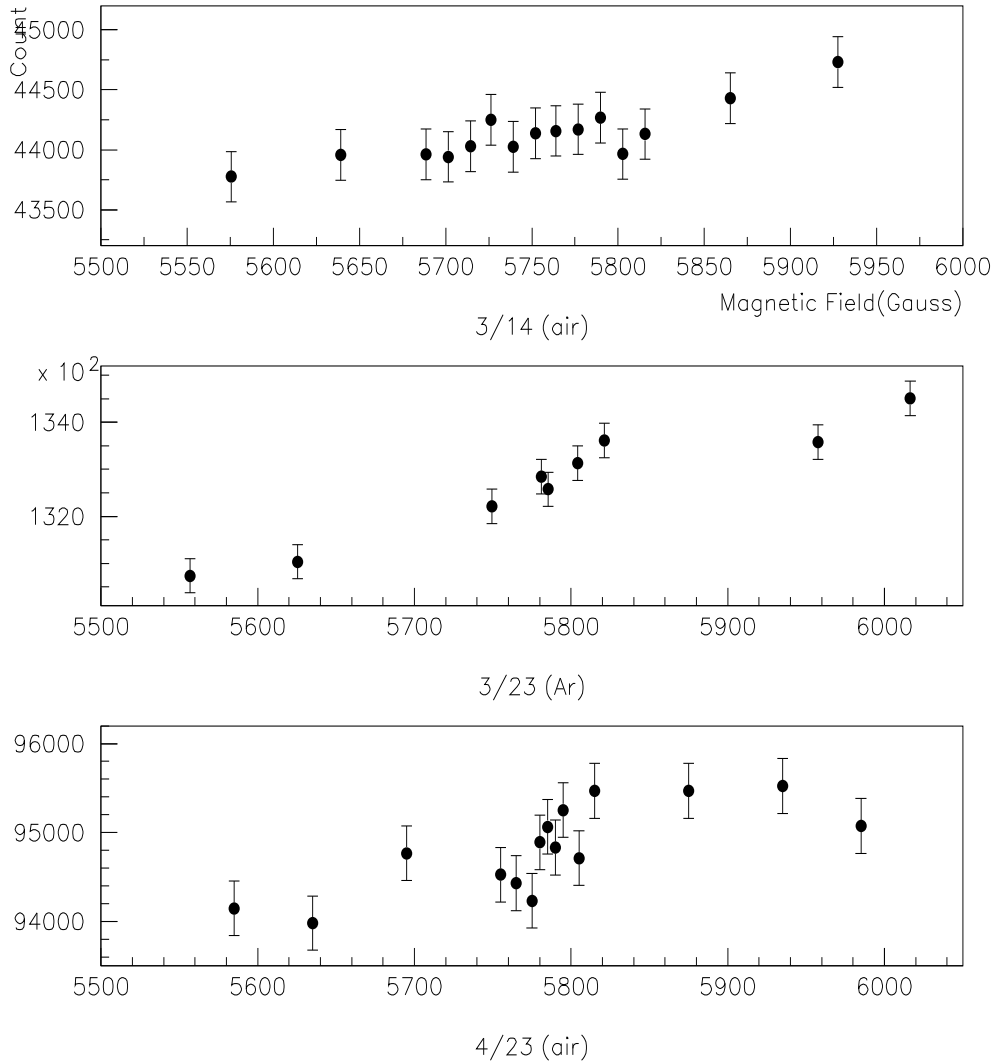 Count
45000
44500
44000
43500
5500 5550 5600 5650 5700 5750 5800 5850 5900 5950 6000
Magnetic Field(Gauss)
3/14 (air)
x 10²
1340
1320
5500 5600 5700 5800 5900 6000
3/23 (Ar)
96000
95000
94000
5500 5600 5700 5800 5900 6000
4/23 (air)